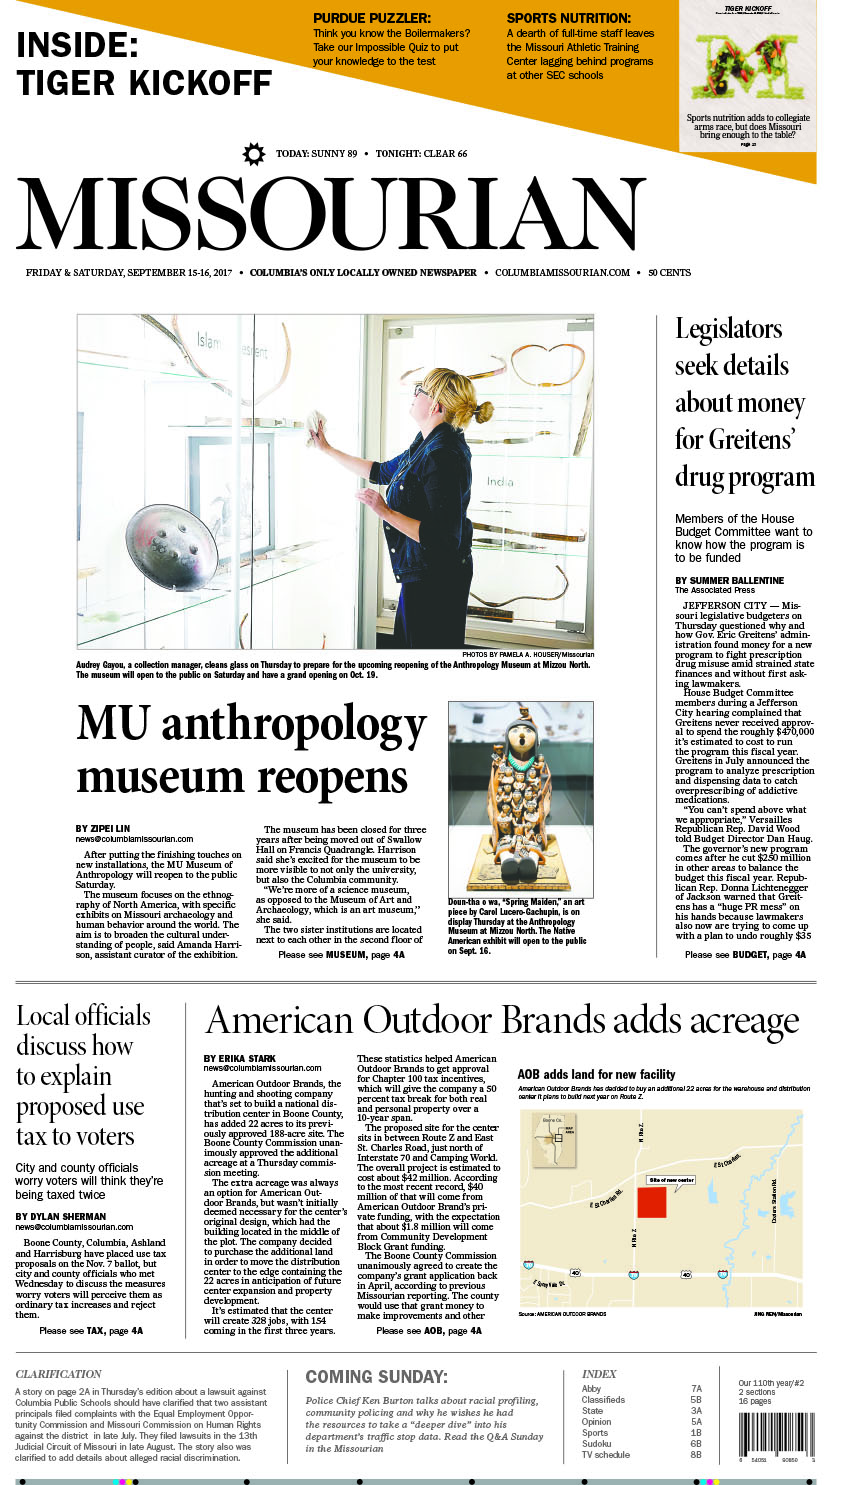 INSIDE:
TIGER KICKOFF
PURDUE PUZZLER:
Think you know the Boilermakers?
Take our Impossible Quiz to put
your knowledge to the test
SPORTS NUTRITION:
A dearth of full-time staff leaves
the Missouri Athletic Training
Center lagging behind programs
at other SEC schools
TIGER KICKOFF
Sports nutrition adds to collegiate
arms race, but does Missouri
bring enough to the table?
TODAY: SUNNY 89 • TONIGHT: CLEAR 66
MISSOURIAN
FRIDAY & SATURDAY, SEPTEMBER 15-16, 2017 • COLUMBIA'S ONLY LOCALLY OWNED NEWSPAPER • COLUMBIAMISSOURIAN.COM • 50 CENTS
India
PHOTOS BY PAMELA A. HOUSER/Missourian
Audrey Gayou, a collection manager, cleans glass on Thursday to prepare for the upcoming reopening of the Anthropology Museum at Mizzou North.
The museum will open to the public on Saturday and have a grand opening on Oct. 19.
MU anthropology
museum reopens
BY ZIPEI LIN
news@columbiamissourian.com
After putting the finishing touches on
new installations, the MU Museum of
Anthropology will reopen to the public
Saturday.
The museum focuses on the ethnog-
raphy of North America, with specific
exhibits on Missouri archaeology and
human behavior around the world. The
aim is to broaden the cultural under-
standing of people, said Amanda Harri-
son, assistant curator of the exhibition.
The museum has been closed for three
years after being moved out of Swallow
Hall on Francis Quadrangle. Harrison
said she's excited for the museum to be
more visible to not only the university,
but also the Columbia community.
“We're more of a science museum,
as opposed to the Museum of Art and
Archaeology, which is an art museum,”
she said.
The two sister institutions are located
next to each other in the second floor of
Please see MUSEUM, page 4A
Doun-tha o wa, “Spring Maiden,” an art
piece by Carol Lucero-Gachupin, is on
display Thursday at the Anthropology
Museum at Mizzou North. The Native
American exhibit will open to the public
on Sept. 16.
Legislators
seek details
about money
for Greitens'
drug program
Members of the House
Budget Committee want to
know how the program is
to be funded
BY SUMMER BALLENTINE
The Associated Press
JEFFERSON CITY — Mis-
souri legislative budgeters on
Thursday questioned why and
how Gov. Eric Greitens' admin-
istration found money for a new
program to fight prescription
drug misuse amid strained state
finances and without first ask-
ing lawmakers.
House Budget Committee
members during a Jefferson
City hearing complained that
Greitens never received approv-
al to spend the roughly $470,000
it's estimated to cost to run
the program this fiscal year.
Greitens in July announced the
program to analyze prescription
and dispensing data to catch
overprescribing of addictive
medications.
“You can't spend above what
we appropriate,” Versailles
Republican Rep. David Wood
told Budget Director Dan Haug.
The governor's new program
comes after he cut $250 million
in other areas to balance the
budget this fiscal year. Repub-
lican Rep. Donna Lichtenegger
of Jackson warned that Greit-
ens has a “huge PR mess” on
his hands because lawmakers
also now are trying to come up
with a plan to undo roughly $35
Please see BUDGET, page 4A
Local officials
discuss how
to explain
proposed use
tax to voters
City and county officials
worry voters will think they're
being taxed twice
BY DYLAN SHERMAN
news@columbiamissourian.com
Boone County, Columbia, Ashland
and Harrisburg have placed use tax
proposals on the Nov. 7 ballot, but
city and county officials who met
Wednesday to discuss the measures
worry voters will perceive them as
ordinary tax increases and reject
them.
Please see TAX, page 4A
American Outdoor Brands adds acreage
BY ERIKA STARK
news@columbiamissourian.com
American Outdoor Brands, the
hunting and shooting company
that's set to build a national dis-
tribution center in Boone County,
has added 22 acres to its previ-
ously approved 188-acre site. The
Boone County Commission unan-
imously approved the additional
acreage at a Thursday commis-
sion meeting.
The extra acreage was always
an option for American Out-
door Brands, but wasn't initially
deemed necessary for the center's
original design, which had the
building located in the middle of
the plot. The company decided
to purchase the additional land
in order to move the distribution
center to the edge containing the
22 acres in anticipation of future
center expansion and property
development.
It's estimated that the center
will create 328 jobs, with 154
coming in the first three years.
These statistics helped American
Outdoor Brands to get approval
for Chapter 100 tax incentives,
which will give the company a 50
percent tax break for both real
and personal property over a
10-year span.
The proposed site for the center
sits in between Route Z and East
St. Charles Road, just north of
Interstate 70 and Camping World.
The overall project is estimated to
cost about $42 million. According
to the most recent record, $40
million of that will come from
American Outdoor Brand's pri-
vate funding, with the expectation
that about $1.8 million will come
from Community Development
Block Grant funding.
The Boone County Commission
unanimously agreed to create the
company's grant application back
in April, according to previous
Missourian reporting. The county
would use that grant money to
make improvements and other
Please see AOB, page 4A
AOB adds land for new facility
American Outdoor Brands has decided to buy an additional 22 acres for the warehouse and distribution
center it plans to build next year on Route Z.
Boone Co.
MAP
AREA
N Rte Z.
E St Charles Rd.
Site of new center
E St Charles Rd.
N Rte Z
40
40
Source: AMERICAN OUTDOOR BRANDS
JING REN/Missourian
CLARIFICATION
A story on page 2A in Thursday's edition about a lawsuit against
Columbia Public Schools should have clarified that two assistant
principals filed complaints with the Equal Employment Oppor-
tunity Commission and Missouri Commission on Human Rights
against the district in late July. They filed lawsuits in the 13th
Judicial Circuit of Missouri in late August. The story also was
clarified to add details about alleged racial discrimination.
COMING SUNDAY:
Police Chief Ken Burton talks about racial profiling,
community policing and why he wishes he had
the resources to take a “deeper dive” into his
department's traffic stop data. Read the Q&A Sunday
in the Missourian
INDEX
Abby 7A
Classifieds 5B
State 3A
Opinion 5A
Sports 1B
Sudoku 6B
TV schedule 8B
Our 110th year/#2
2 sections
16 pages